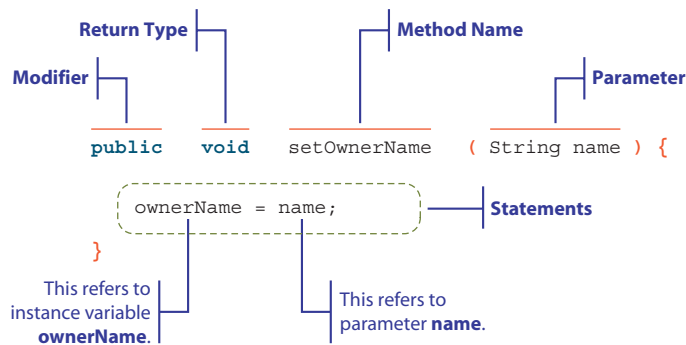 Return Type
Method Name
Modifier
Parameter
public void setOwnerName ( String name ) {
ownerName = name;
Statements
}
This refers to
instance variable
ownerName.
This refers to
parameter name.